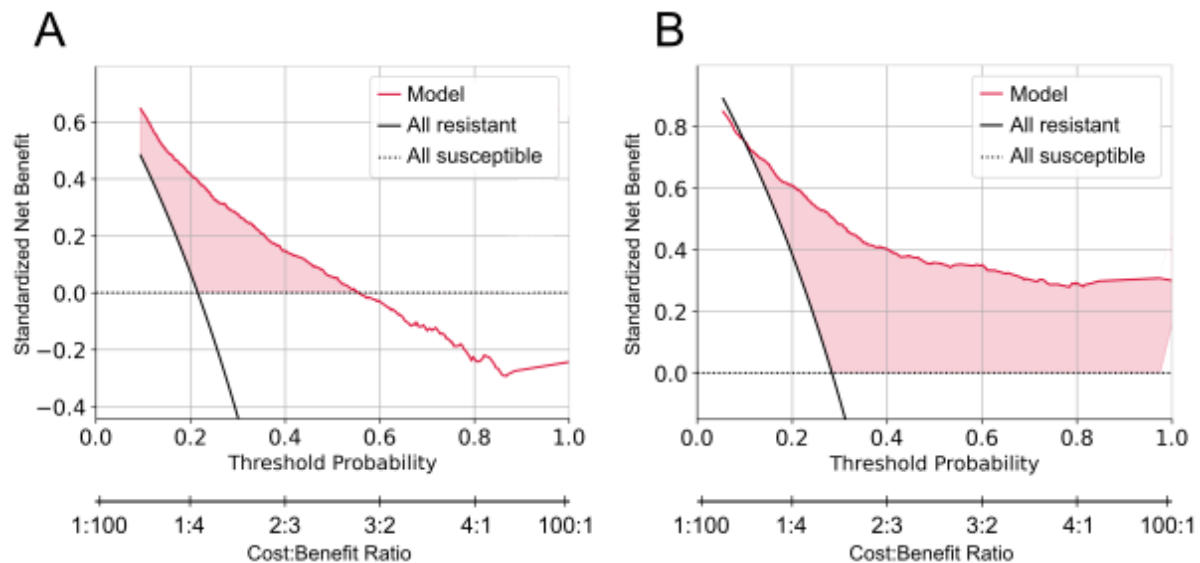 A
Standardized Net Benefit
0.6
0.4
0.2
0.0
−0.2
−0.4
Model
All resistant
All susceptible
0.0 0.2 0.4 0.6 0.8 1.0
Threshold Probability
1:100 1:4 2:3 3:2 4:1 100:1
Cost:Benefit Ratio
B
Standardized Net Benefit
0.8
0.6
0.4
0.2
0.0
Model
All resistant
All susceptible
0.0 0.2 0.4 0.6 0.8 1.0
Threshold Probability
1:100 1:4 2:3 3:2 4:1 100:1
Cost:Benefit Ratio